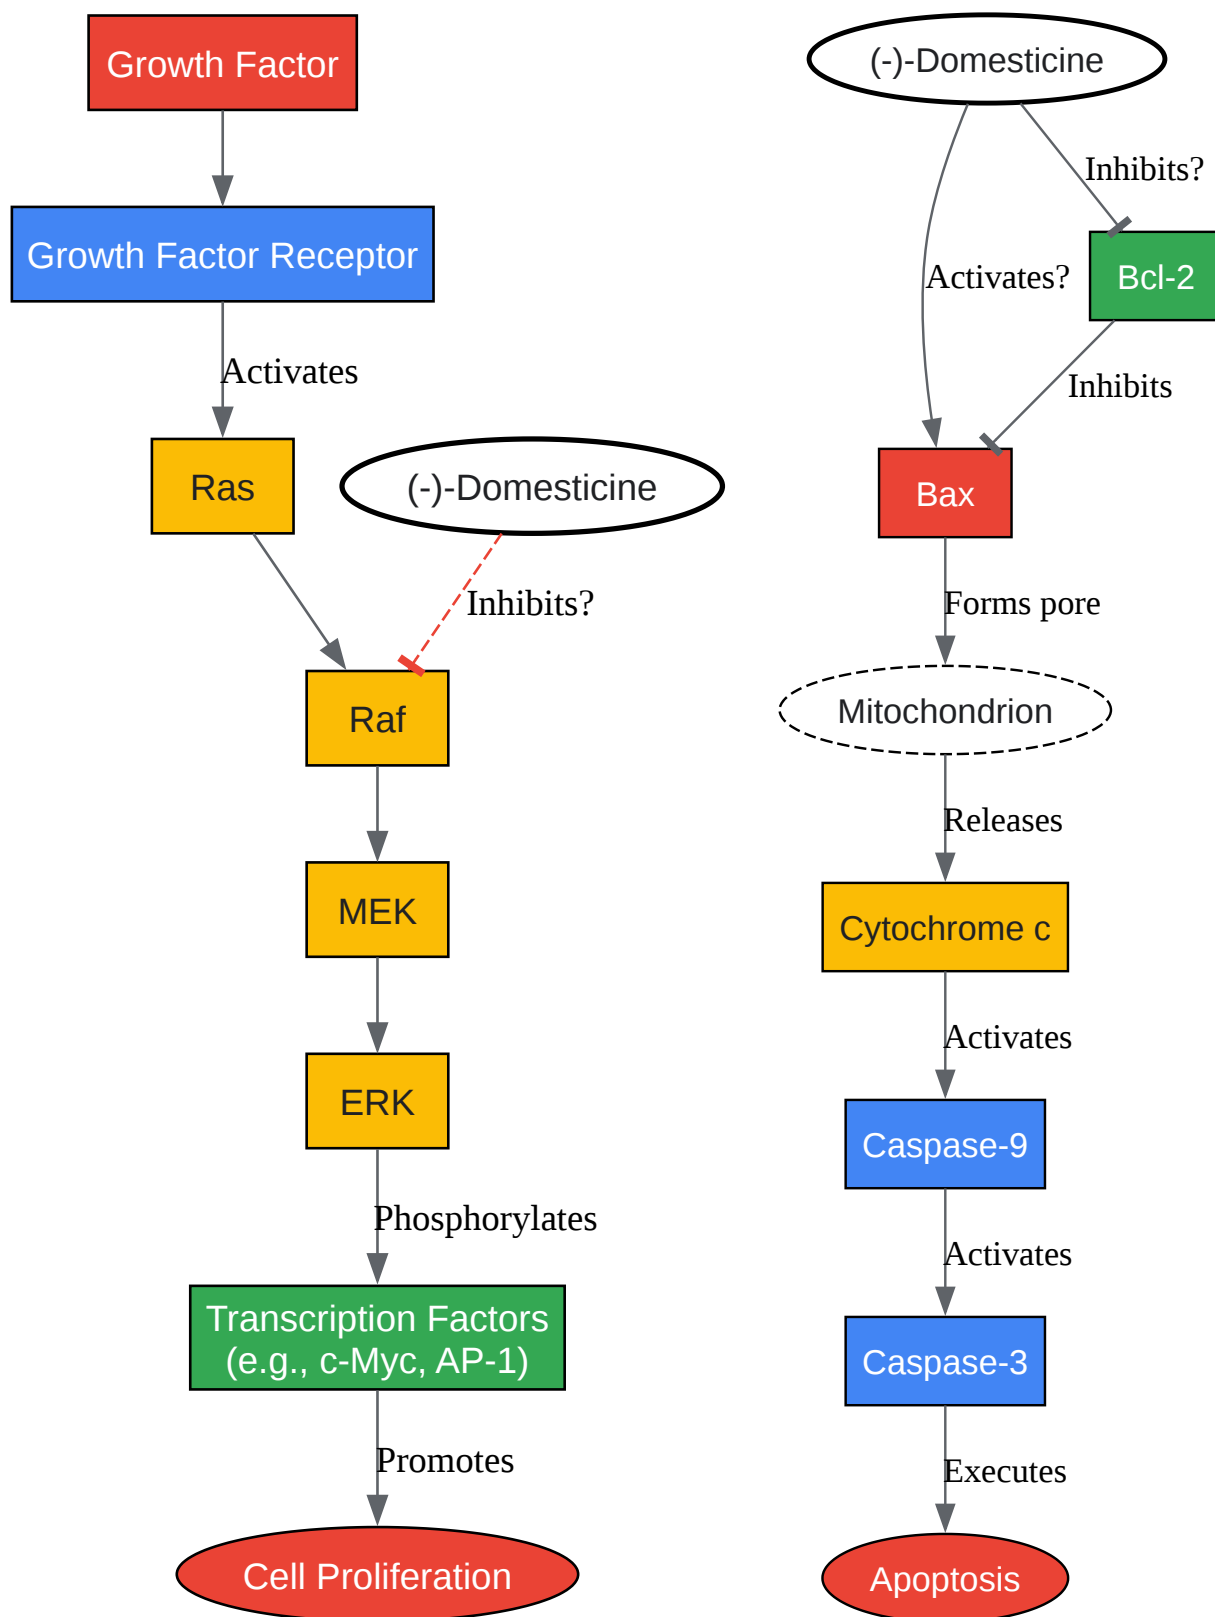 Growth Factor
Growth Factor Receptor
Activates
Ras
(-)-Domesticine
Inhibits?
Raf
MEK
ERK
Phosphorylates
Transcription Factors
(e.g., c-Myc, AP-1)
Promotes
Cell Proliferation
(-)-Domesticine
Inhibits?
Activates?
Bcl-2
Inhibits
Bax
Forms pore
Mitochondrion
Releases
Cytochrome c
Activates
Caspase-9
Activates
Caspase-3
Executes
Apoptosis